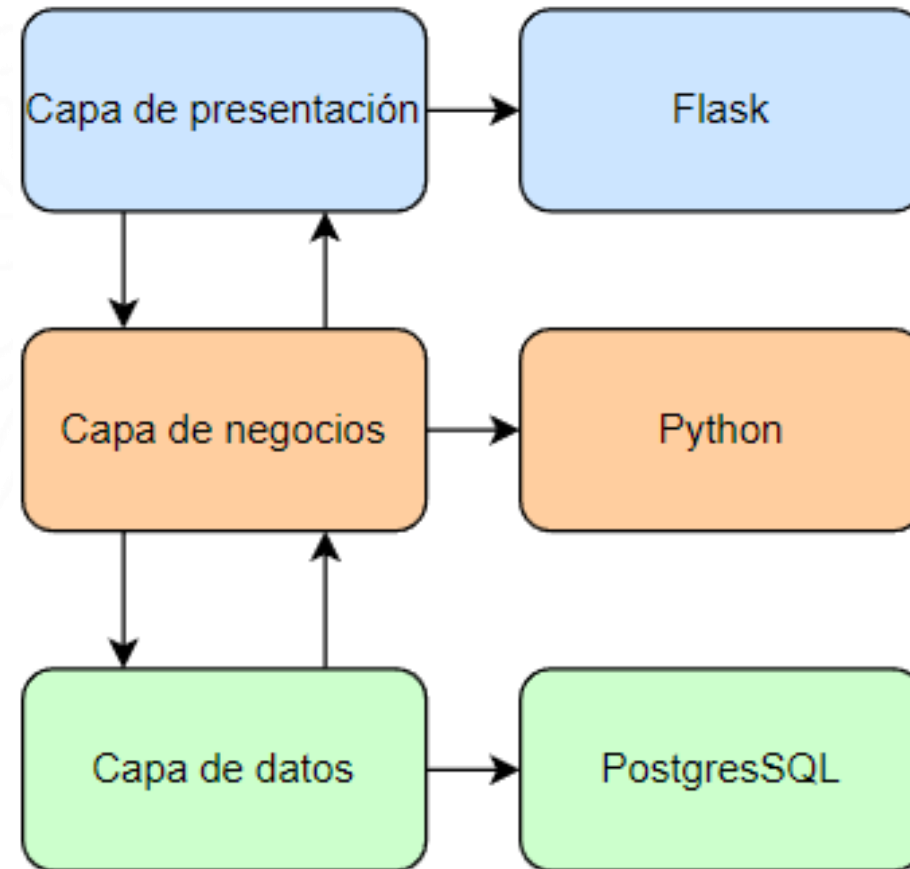 Capa de presentación
Flask
Capa de negocios
Python
Capa de datos
PostgresSQL